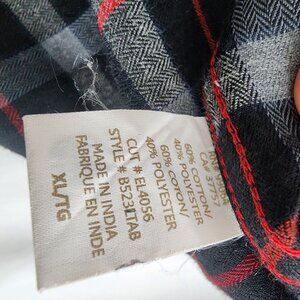 60% COTTON/
40% POLYESTER
60% COTON/
40% POLYESTER
CUT # EL4056
STYLE #
MADE IN INDIA
FABRIQUE EN INDE
XL/TG